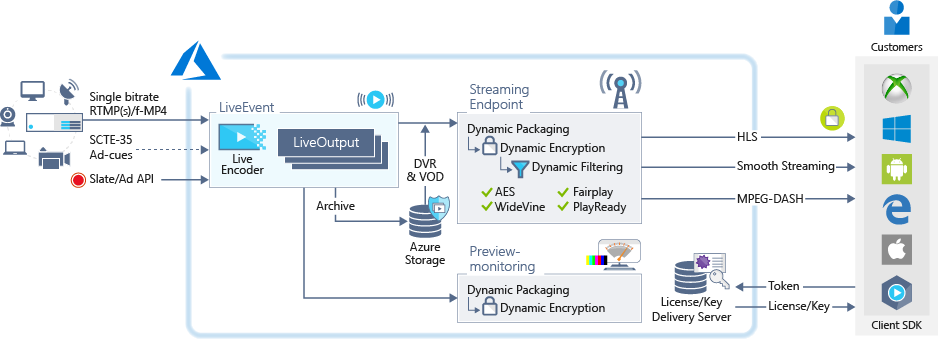 Customers
Single bitrate
RTMP(s)/f-MP4
SCTE-35
Ad-cues
Slate/Ad API
LiveEvent
Live
Encoder
LiveOutput
Archive
DVR
& VOD
Azure
Storage
Streaming
Endpoint
Dynamic Packaging
Dynamic Encryption
Dynamic Filtering
AES
Fairplay
WideVine
PlayReady
Preview-
monitoring
Dynamic Packaging
Dynamic Encryption
HLS
Smooth Streaming
MPEG-DASH
License/Key
Delivery Server
Token
License/Key
Client SDK